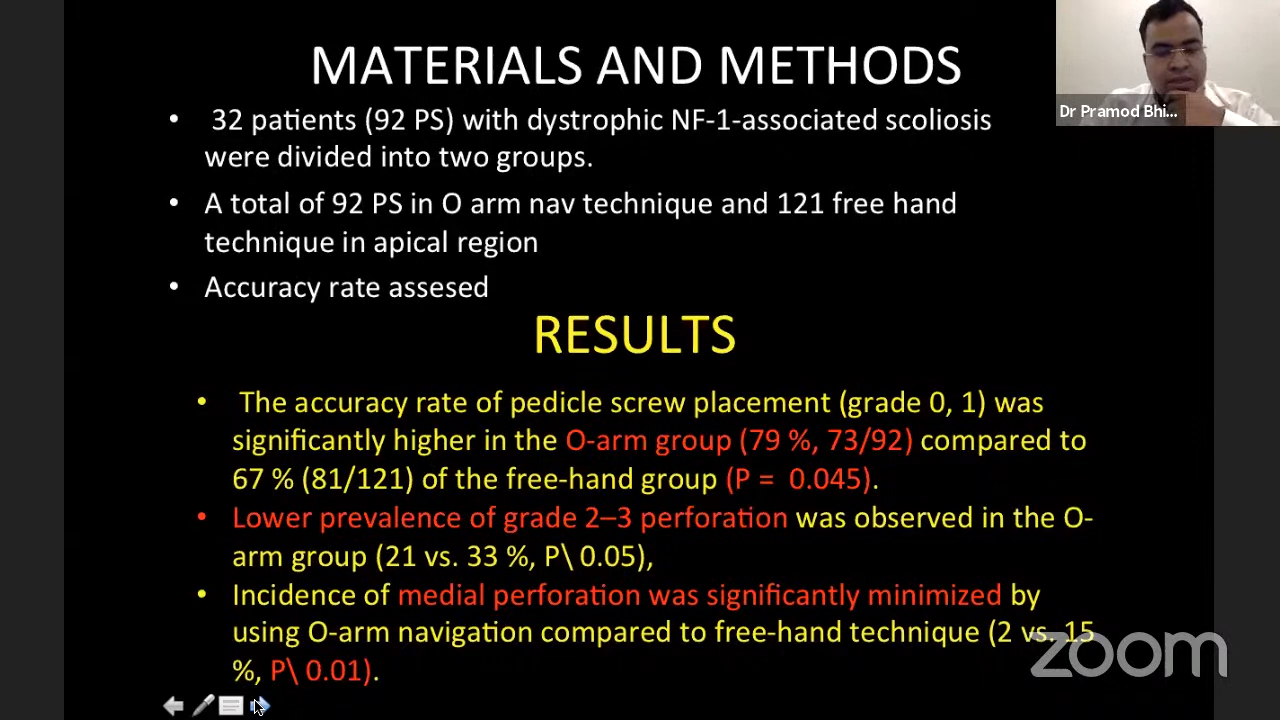 MATERIALS AND METHODS
• 32 patients (92 PS) with dystrophic NF-1-associated scoliosis
were divided into two groups.
• A total of 92 PS in O arm nav technique and 121 free hand
technique in apical region
• Accuracy rate assesed
RESULTS
• The accuracy rate of pedicle screw placement (grade 0, 1) was
significantly higher in the O-arm group (79 %, 73/92) compared to
67 % (81/121) of the free-hand group (P = 0.045).
• Lower prevalence of grade 2–3 perforation was observed in the O-
arm group (21 vs. 33 %, P\ 0.05),
• Incidence of medial perforation was significantly minimized by
using O-arm navigation compared to free-hand technique (2 vs. 15
%, P\ 0.01).
Dr Pramod Bhi...
zoom